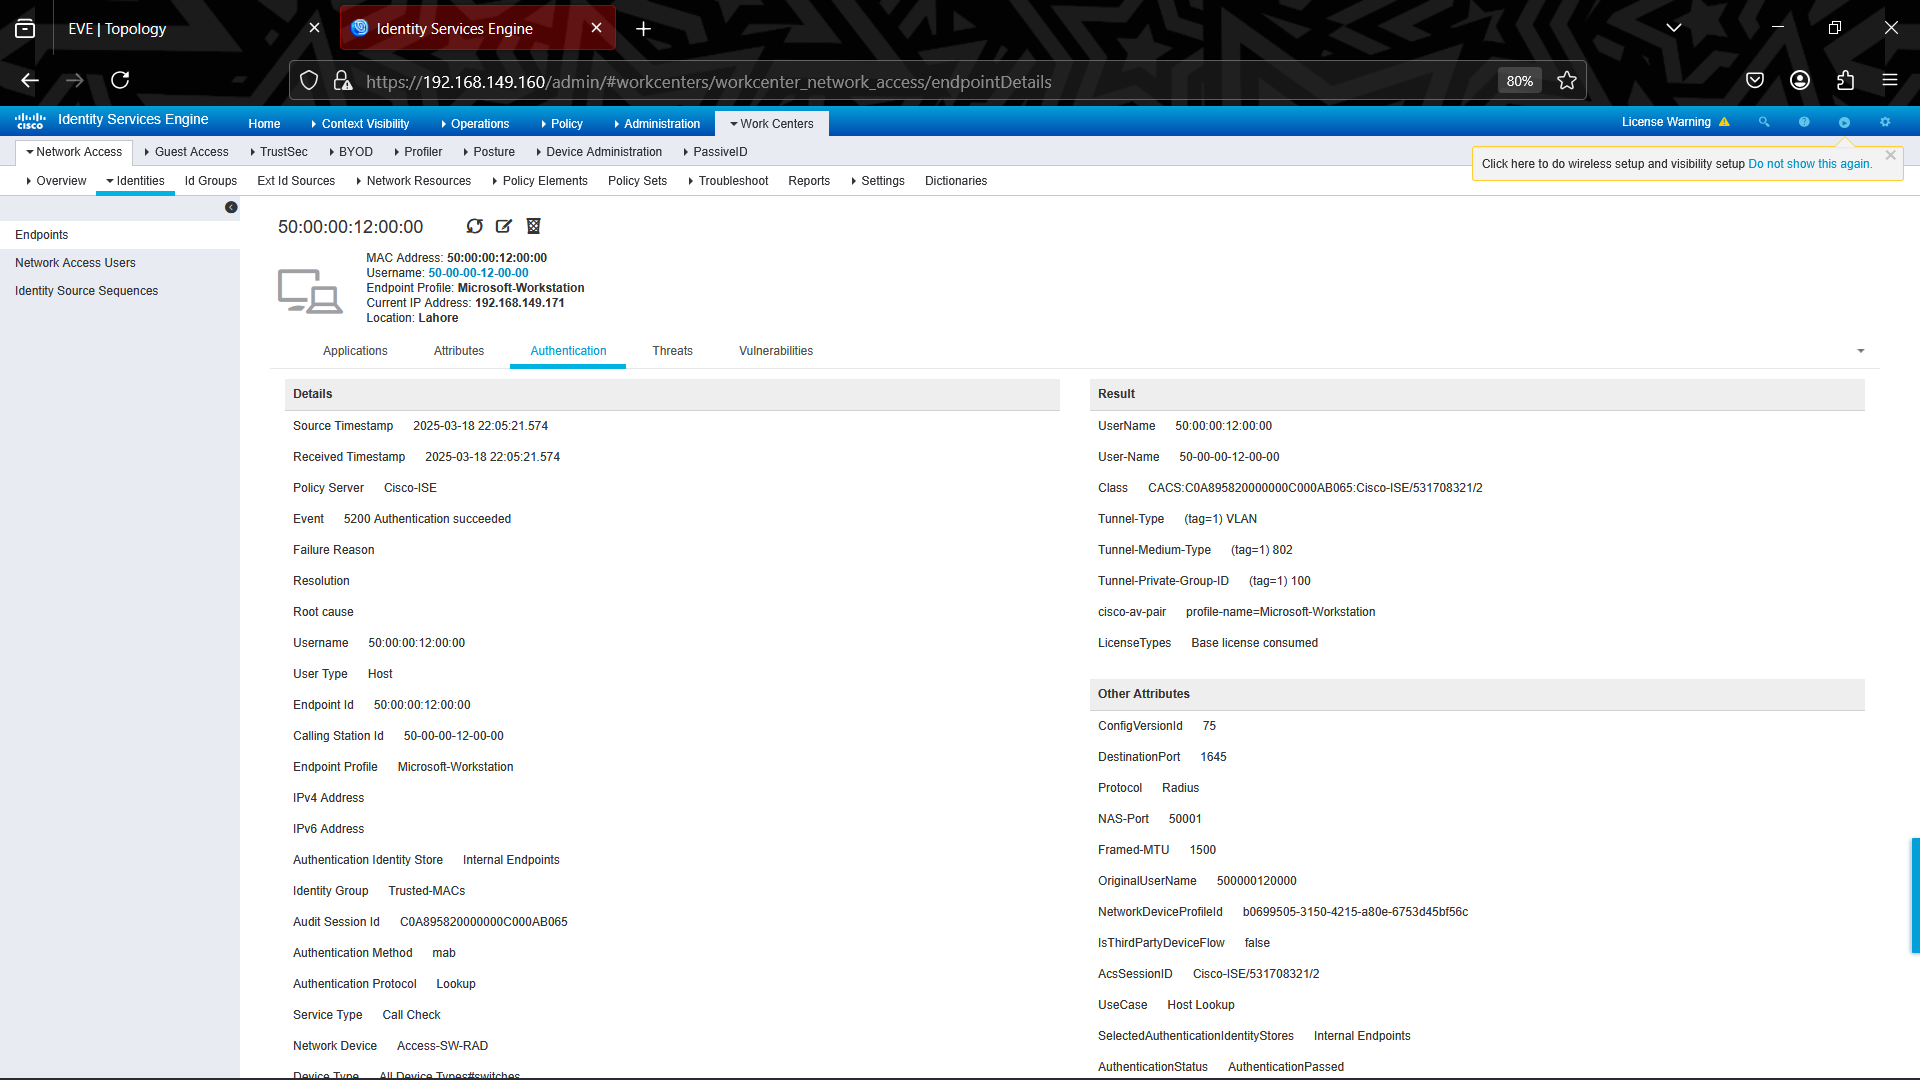 EVE | Topology
Identity Services Engine
https://192.168.149.160/admin/#workcenters/workcenter_network_access/endpointDetails
80%
cisco
Identity Services Engine
Home
Context Visibility
Operations
Policy
Administration
Work Centers
License Warning
Network Access
Guest Access
TrustSec
BYOD
Profiler
Posture
Device Administration
PassiveID
Click here to do wireless setup and visibility setup Do not show this again.
Overview
Identities
Id Groups
Ext Id Sources
Network Resources
Policy Elements
Policy Sets
Troubleshoot
Reports
Settings
Dictionaries
Endpoints
Network Access Users
Identity Source Sequences
50:00:00:12:00:00
MAC Address: 50:00:00:12:00:00
Username: 50-00-00-12-00-00
Endpoint Profile: Microsoft-Workstation
Current IP Address: 192.168.149.171
Location: Lahore
Applications
Attributes
Authentication
Threats
Vulnerabilities
Details
Source Timestamp 2025-03-18 22:05:21.574
Received Timestamp 2025-03-18 22:05:21.574
Policy Server Cisco-ISE
Event 5200 Authentication succeeded
Failure Reason
Resolution
Root cause
Username 50:00:00:12:00:00
User Type Host
Endpoint Id 50:00:00:12:00:00
Calling Station Id 50-00-00-12-00-00
Endpoint Profile Microsoft-Workstation
IPv4 Address
IPv6 Address
Authentication Identity Store Internal Endpoints
Identity Group Trusted-MACs
Audit Session Id C0A895820000000C000AB065
Authentication Method mab
Authentication Protocol Lookup
Service Type Call Check
Network Device Access-SW-RAD
Device Type All Device Types#switches
Result
UserName 50:00:00:12:00:00
User-Name 50-00-00-12-00-00
Class CACS:C0A895820000000C000AB065:Cisco-ISE/531708321/2
Tunnel-Type (tag=1) VLAN
Tunnel-Medium-Type (tag=1) 802
Tunnel-Private-Group-ID (tag=1) 100
cisco-av-pair profile-name=Microsoft-Workstation
LicenseTypes Base license consumed
Other Attributes
ConfigVersionId 75
DestinationPort 1645
Protocol Radius
NAS-Port 50001
Framed-MTU 1500
OriginalUserName 500000120000
NetworkDeviceProfileId b0699505-3150-4215-a80e-6753d45bf56c
IsThirdPartyDeviceFlow false
AcsSessionID Cisco-ISE/531708321/2
UseCase Host Lookup
SelectedAuthenticationIdentityStores Internal Endpoints
AuthenticationStatus AuthenticationPassed